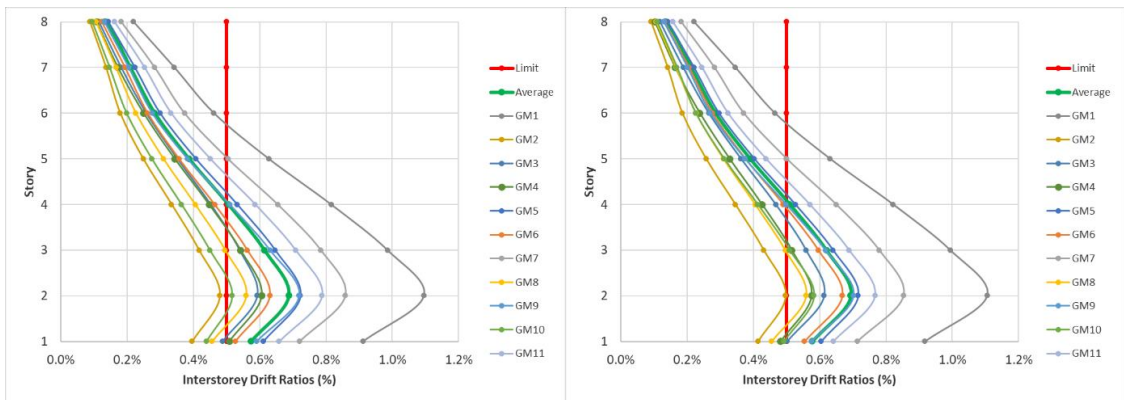 8
7
6
5
4
3
2
1
Story
0.0%
0.2%
0.4%
0.6%
0.8%
1.0%
1.2%
Interstorey Drift Ratios (%)
Limit
Average
GM1
GM2
GM3
GM4
GM5
GM6
GM7
GM8
GM9
GM10
GM11
8
7
6
5
4
3
2
1
Story
0.0%
0.2%
0.4%
0.6%
0.8%
1.0%
1.2%
Interstorey Drift Ratios (%)
Limit
Average
GM1
GM2
GM3
GM4
GM5
GM6
GM7
GM8
GM9
GM10
GM11